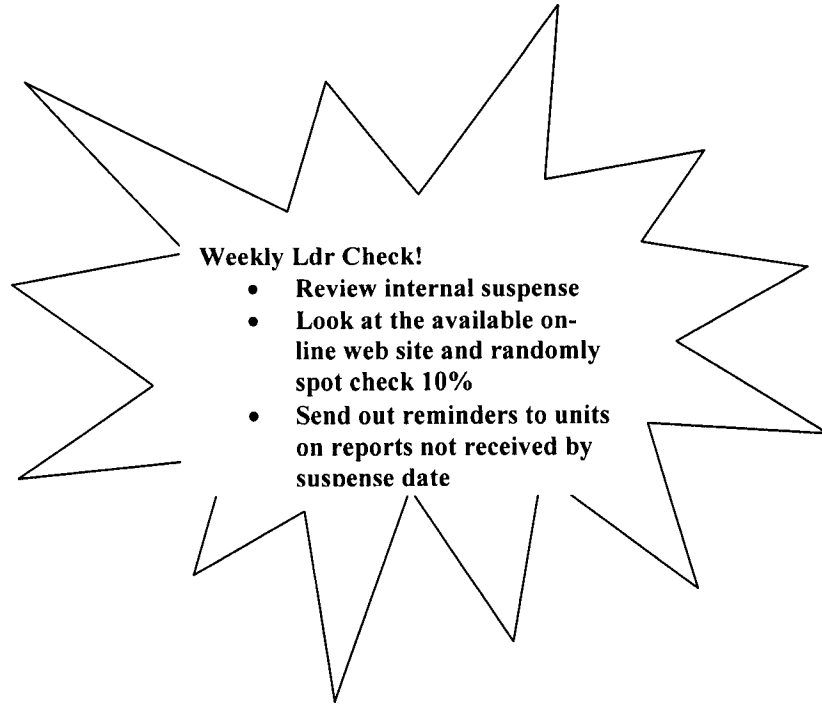 Weekly Ldr Check!
• Review internal suspense
• Look at the available on-
line web site and randomly
spot check 10%
• Send out reminders to units
on reports not received by
suspense date